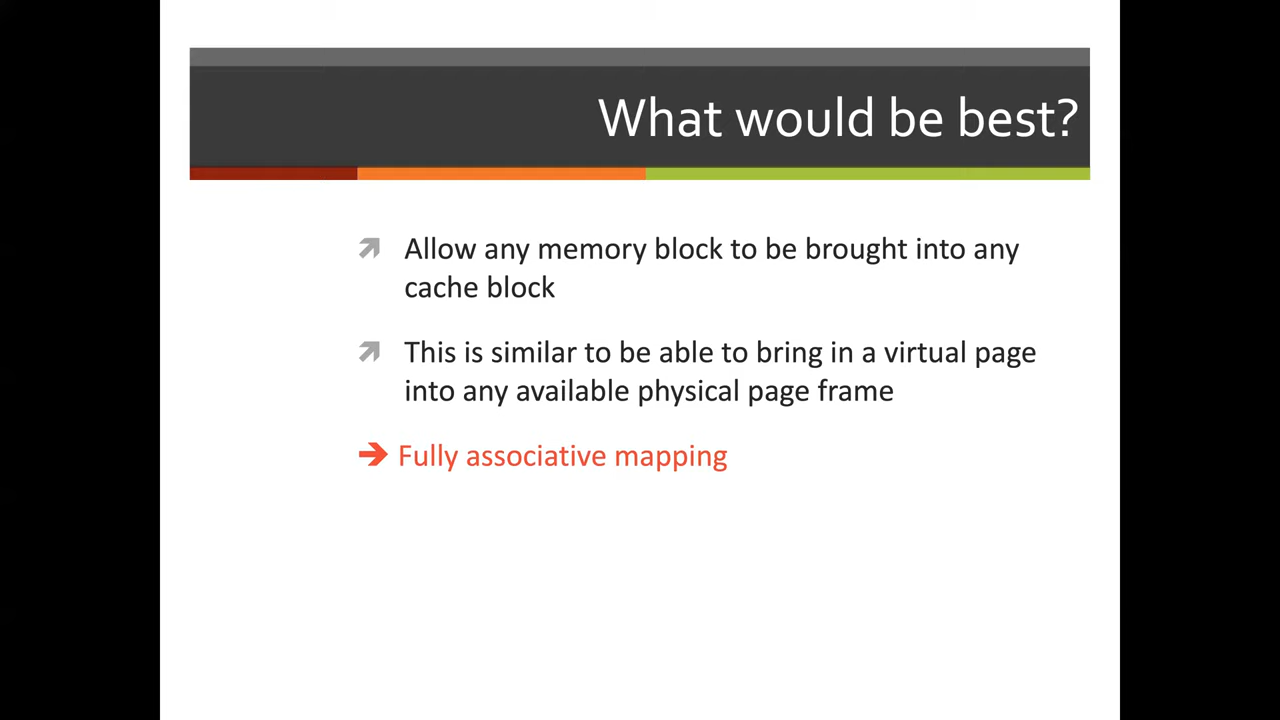 What would be best?
Allow any memory block to be brought into any
cache block
This is similar to be able to bring in a virtual page
into any available physical page frame
Fully associative mapping